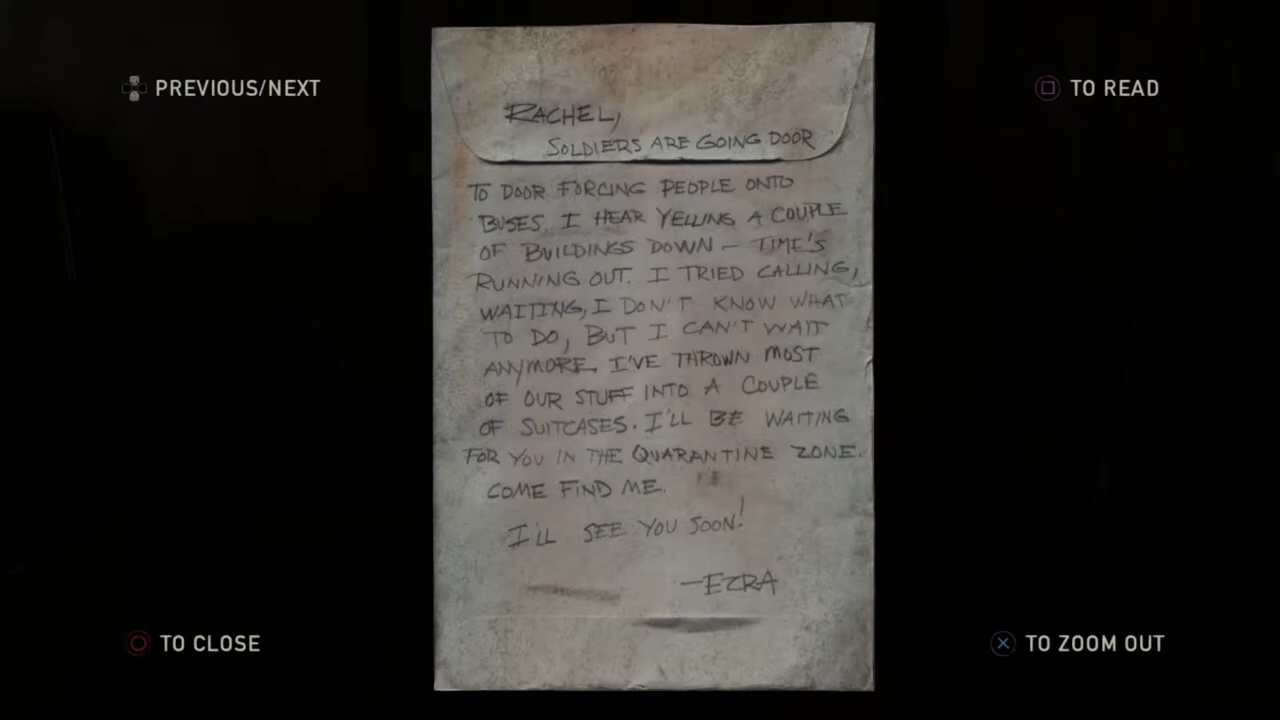 PREVIOUS/NEXT
TO READ
RACHEL,
SOLDIERS ARE GOING DOOR
TO DOOR FORCING PEOPLE ONTO
BUSES. I HEAR YELLING A COUPLE
OF BUILDINGS DOWN – TIME'S
RUNNING OUT. I TRIED CALLING,
WAITING, I DON'T KNOW WHAT
TO DO, BUT I CAN'T WAIT
ANYMORE. I'VE THROWN MOST
OF OUR STUFF INTO A COUPLE
OF SUITCASES. I'LL BE WAITING
FOR YOU IN THE QUARANTINE ZONE.
COME FIND ME.
I'LL SEE YOU SOON!
–EZRA
TO CLOSE
TO ZOOM OUT